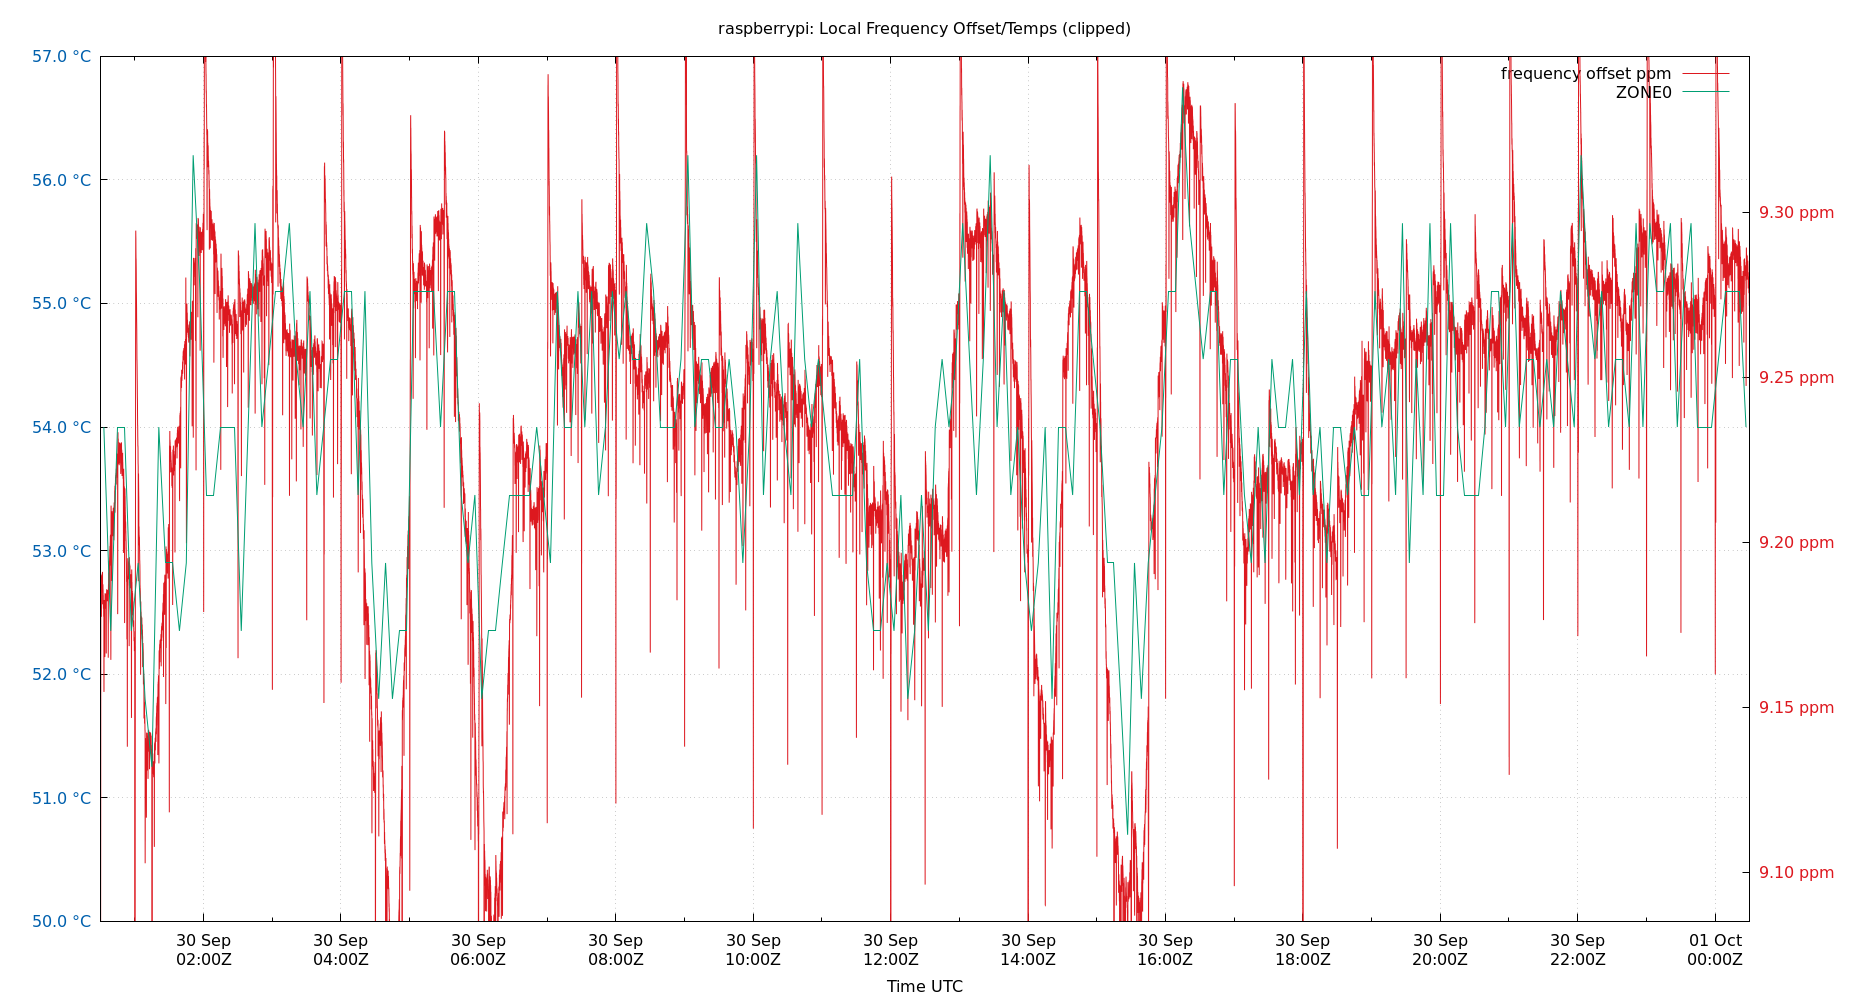 raspberrypi: Local Frequency Offset/Temps (clipped)
frequency offset ppm
ZONE0
57.0 °C
56.0 °C
55.0 °C
54.0 °C
53.0 °C
52.0 °C
51.0 °C
50.0 °C
9.30 ppm
9.25 ppm
9.20 ppm
9.15 ppm
9.10 ppm
30 Sep 30 Sep 30 Sep 30 Sep 30 Sep 30 Sep 30 Sep 30 Sep 30 Sep 30 Sep 30 Sep 01 Oct
02:00Z 04:00Z 06:00Z 08:00Z 10:00Z 12:00Z 14:00Z 16:00Z 18:00Z 20:00Z 22:00Z 00:00Z
Time UTC